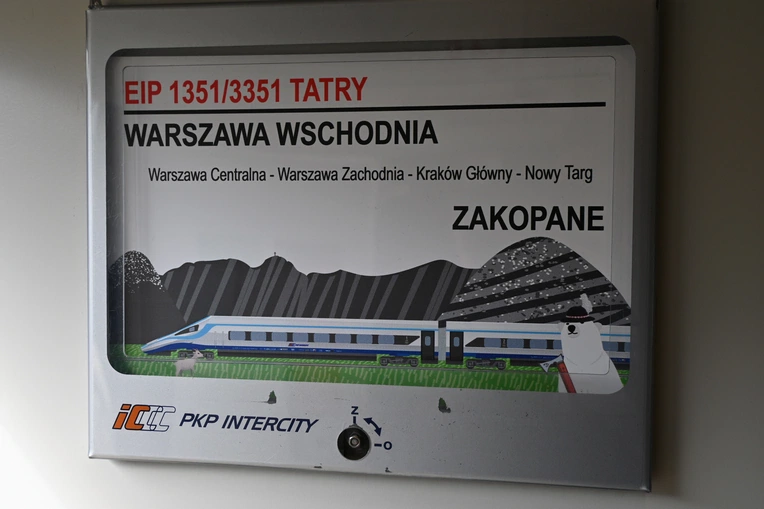 EIP 1351/3351 TATRY
WARSZAWA WSCHODNIA
Warszawa Centralna - Warszawa Zachodnia - Kraków Główny - Nowy Targ
ZAKOPANE
iC PKP INTERCITY
Z
O